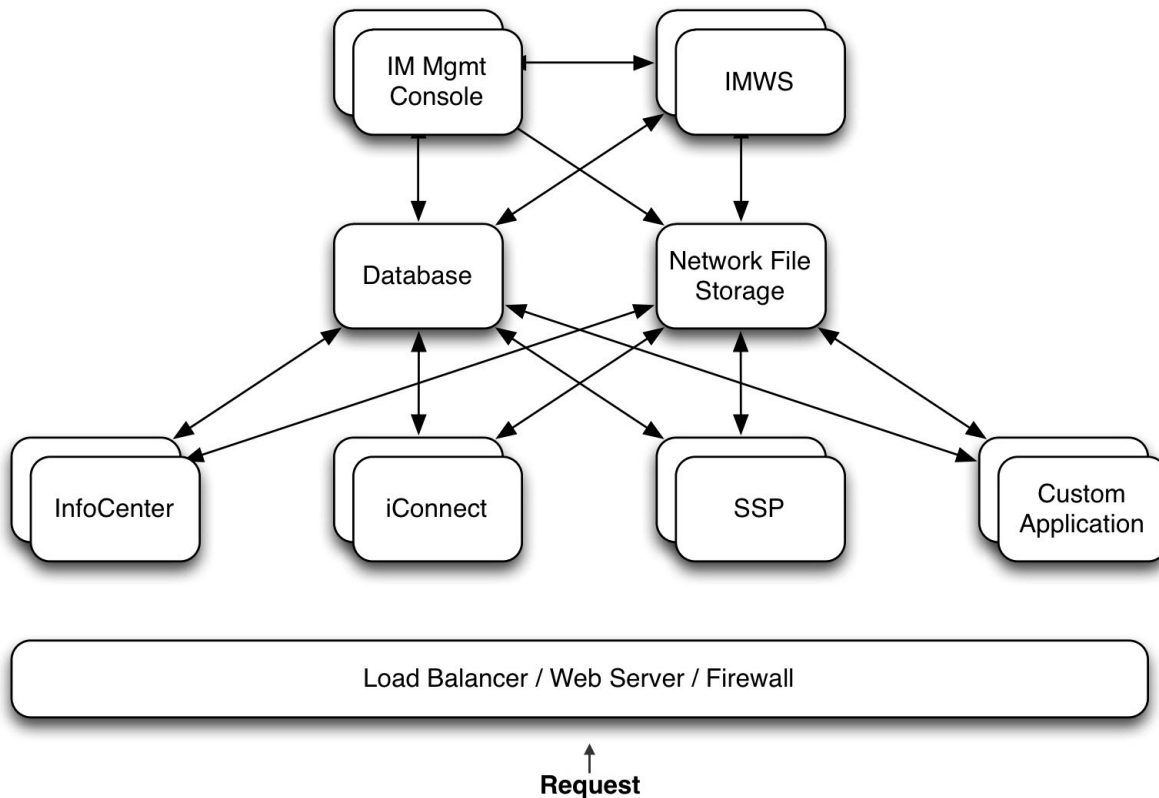 IM Mgmt
Console
IMWS
Database
Network File
Storage
InfoCenter
iConnect
SSP
Custom
Application
Load Balancer / Web Server / Firewall
Request